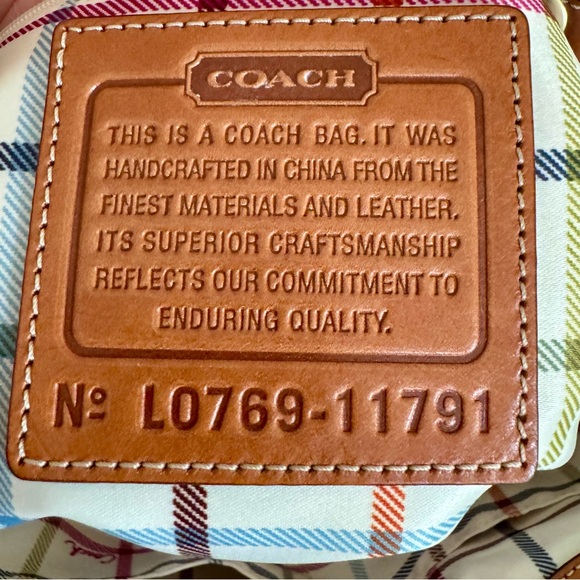 COACH
THIS IS A COACH BAG. IT WAS
HANDCRAFTED IN CHINA FROM THE
FINEST MATERIALS AND LEATHER.
ITS SUPERIOR CRAFTSMANSHIP
REFLECTS OUR COMMITMENT TO
ENDURING QUALITY.
Nº L0769-11791
Coach